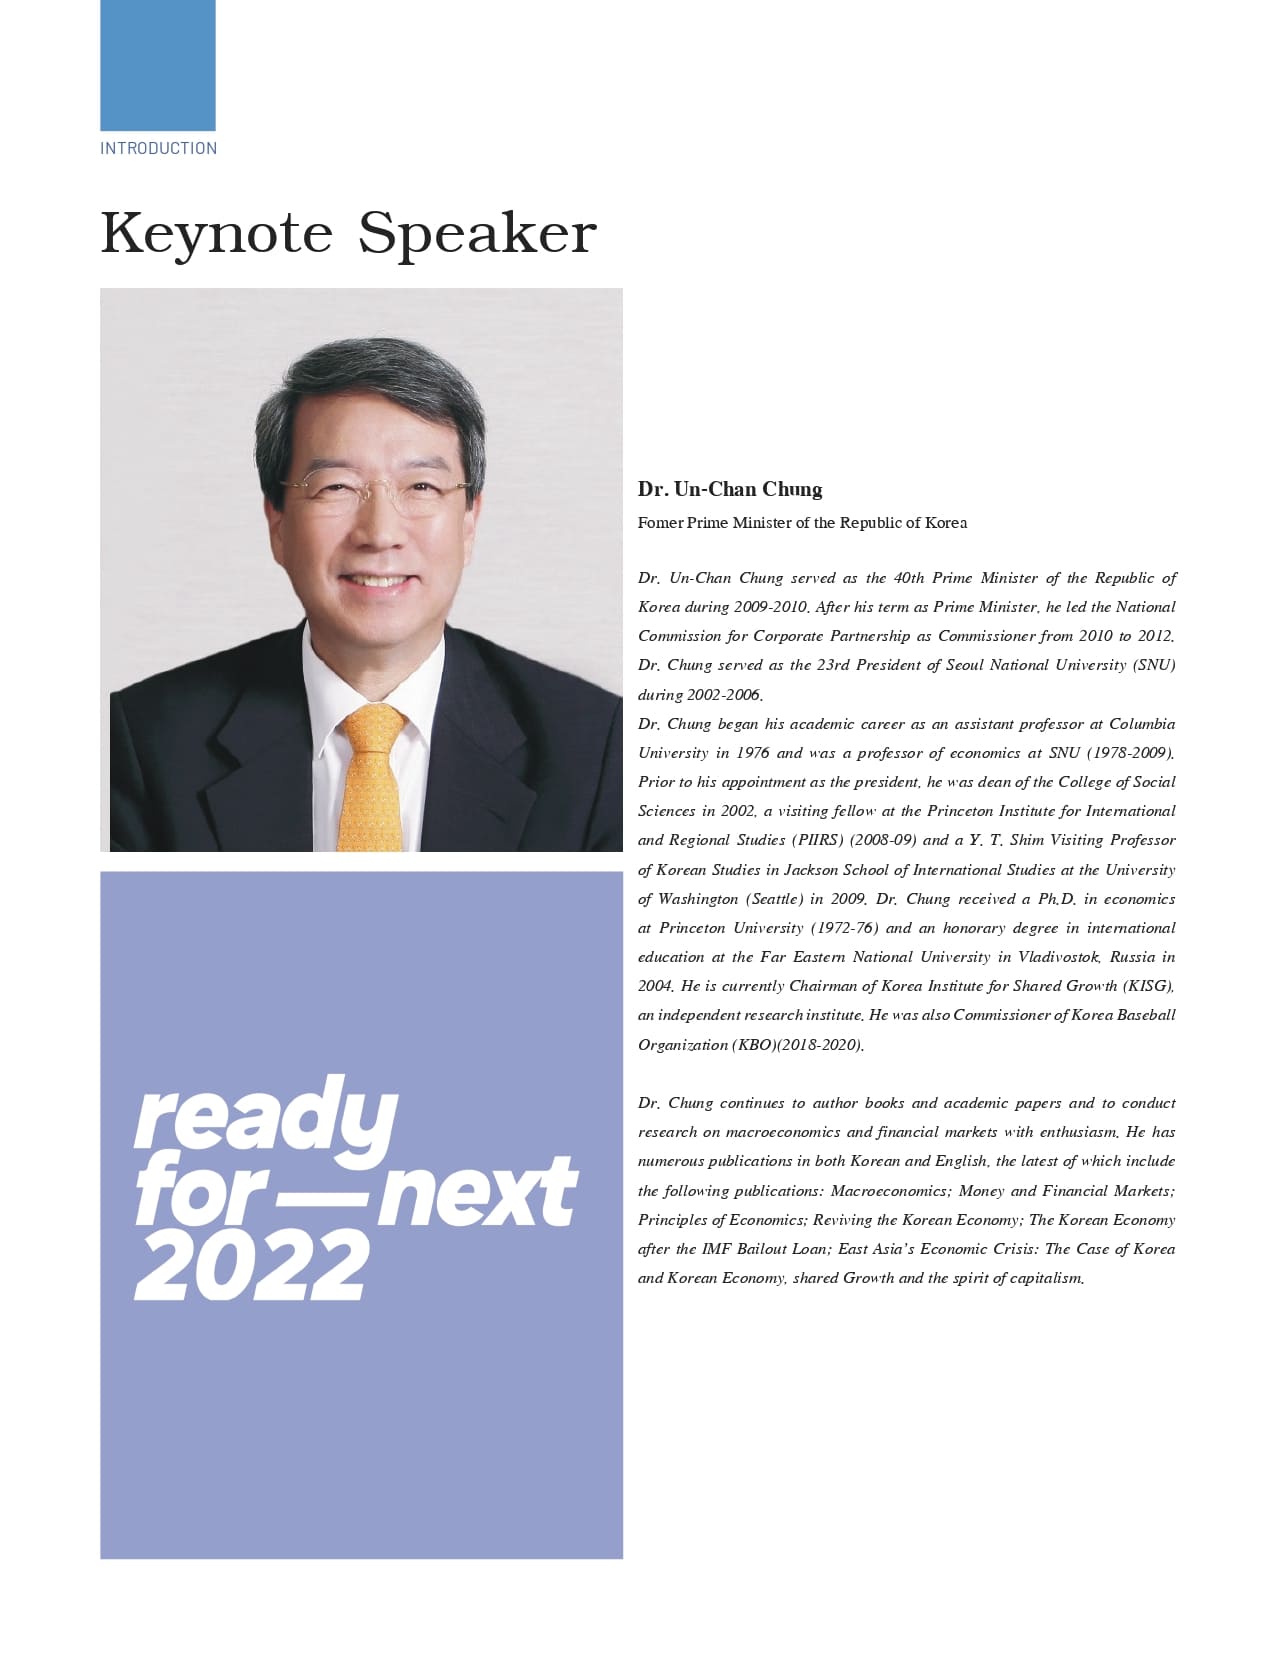 INTRODUCTION
Keynote Speaker
Dr. Un-Chan Chung
Fomer Prime Minister of the Republic of Korea
Dr. Un-Chan Chung served as the 40th Prime Minister of the Republic of
Korea during 2009-2010. After his term as Prime Minister, he led the National
Commission for Corporate Partnership as Commissioner from 2010 to 2012.
Dr. Chung served as the 23rd President of Seoul National University (SNU)
during 2002-2006.
Dr. Chung began his academic career as an assistant professor at Columbia
University in 1976 and was a professor of economics at SNU (1978-2009).
Prior to his appointment as the president, he was dean of the College of Social
Sciences in 2002, a visiting fellow at the Princeton Institute for International
and Regional Studies (PIIRS) (2008-09) and a Y. T. Shim Visiting Professor
of Korean Studies in Jackson School of International Studies at the University
of Washington (Seattle) in 2009. Dr. Chung received a Ph.D. in economics
at Princeton University (1972-76) and an honorary degree in international
education at the Far Eastern National University in Vladivostok, Russia in
2004. He is currently Chairman of Korea Institute for Shared Growth (KISG),
an independent research institute. He was also Commissioner of Korea Baseball
Organization (KBO)(2018-2020).
Dr. Chung continues to author books and academic papers and to conduct
research on macroeconomics and financial markets with enthusiasm. He has
numerous publications in both Korean and English, the latest of which include
the following publications: Macroeconomics; Money and Financial Markets;
Principles of Economics; Reviving the Korean Economy; The Korean Economy
after the IMF Bailout Loan; East Asia's Economic Crisis: The Case of Korea
and Korean Economy, shared Growth and the spirit of capitalism.
ready
for — next
2022